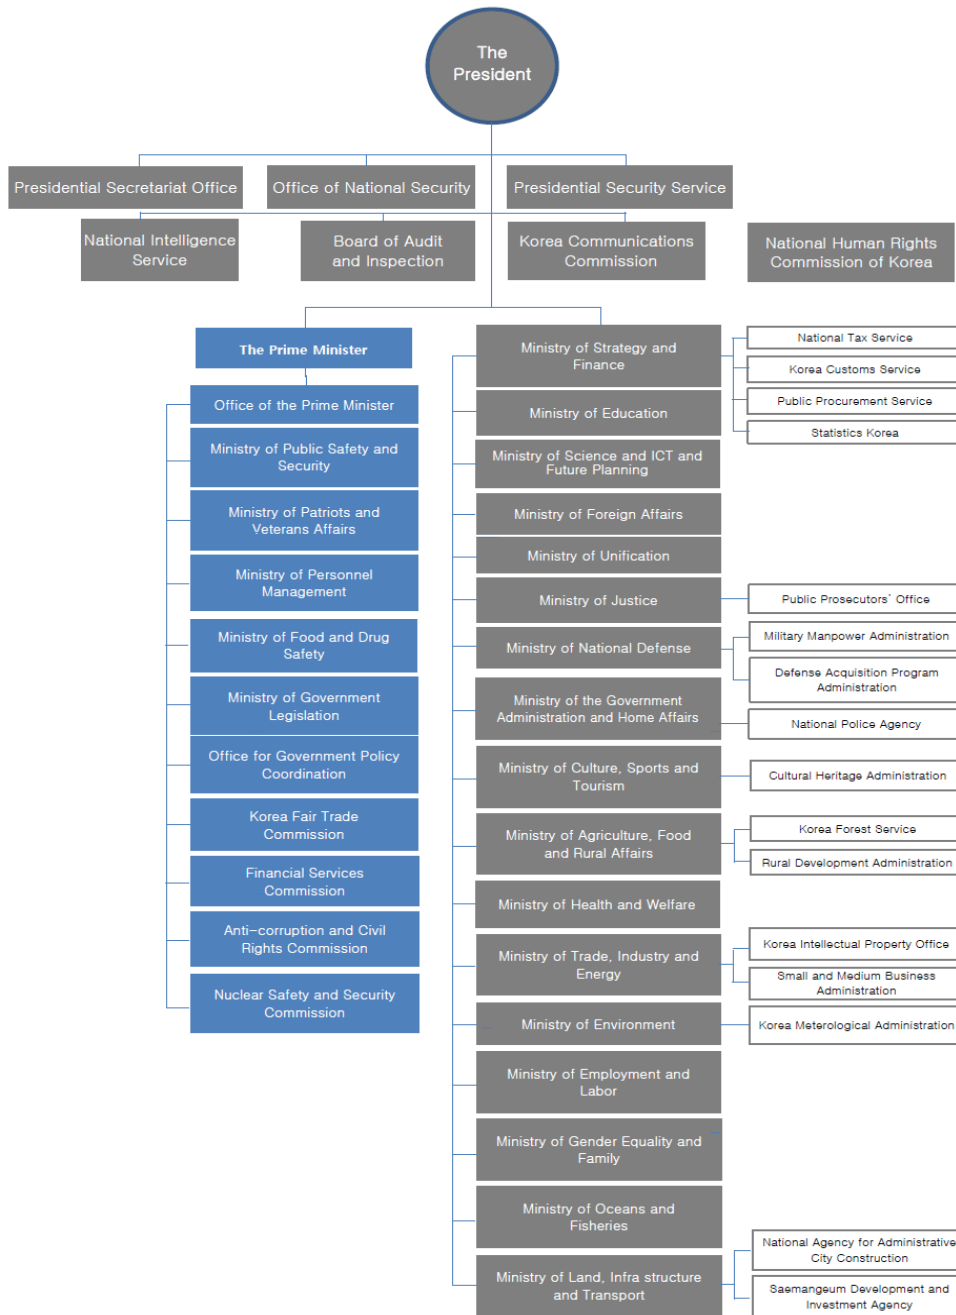 The
President
Presidential Secretariat Office
Office of National Security
Presidential Security Service
National Intelligence
Service
Board of Audit
and Inspection
Korea Communications
Commission
National Human Rights
Commission of Korea
The Prime Minister
Office of the Prime Minister
Ministry of Public Safety and
Security
Ministry of Patriots and
Veterans Affairs
Ministry of Personnel
Management
Ministry of Food and Drug
Safety
Ministry of Government
Legislation
Office for Government Policy
Coordination
Korea Fair Trade
Commission
Financial Services
Commission
Anti-corruption and Civil
Rights Commission
Nuclear Safety and Security
Commission
Ministry of Strategy and
Finance
Ministry of Education
Ministry of Science and ICT and
Future Planning
Ministry of Foreign Affairs
Ministry of Unification
Ministry of Justice
Ministry of National Defense
Ministry of the Government
Administration and Home Affairs
Ministry of Culture, Sports and
Tourism
Ministry of Agriculture, Food
and Rural Affairs
Ministry of Health and Welfare
Ministry of Trade, Industry and
Energy
Ministry of Environment
Ministry of Employment and
Labor
Ministry of Gender Equality and
Family
Ministry of Oceans and
Fisheries
Ministry of Land, Infra structure
and Transport
National Tax Service
Korea Customs Service
Public Procurement Service
Statistics Korea
Public Prosecutors' Office
Military Manpower Administration
Defense Acquisition Program
Administration
National Police Agency
Cultural Heritage Administration
Korea Forest Service
Rural Development Administration
Korea Intellectual Property Office
Small and Medium Business
Administration
Korea Meterological Administration
National Agency for Administrative
City Construction
Saemangeum Development and
Investment Agency